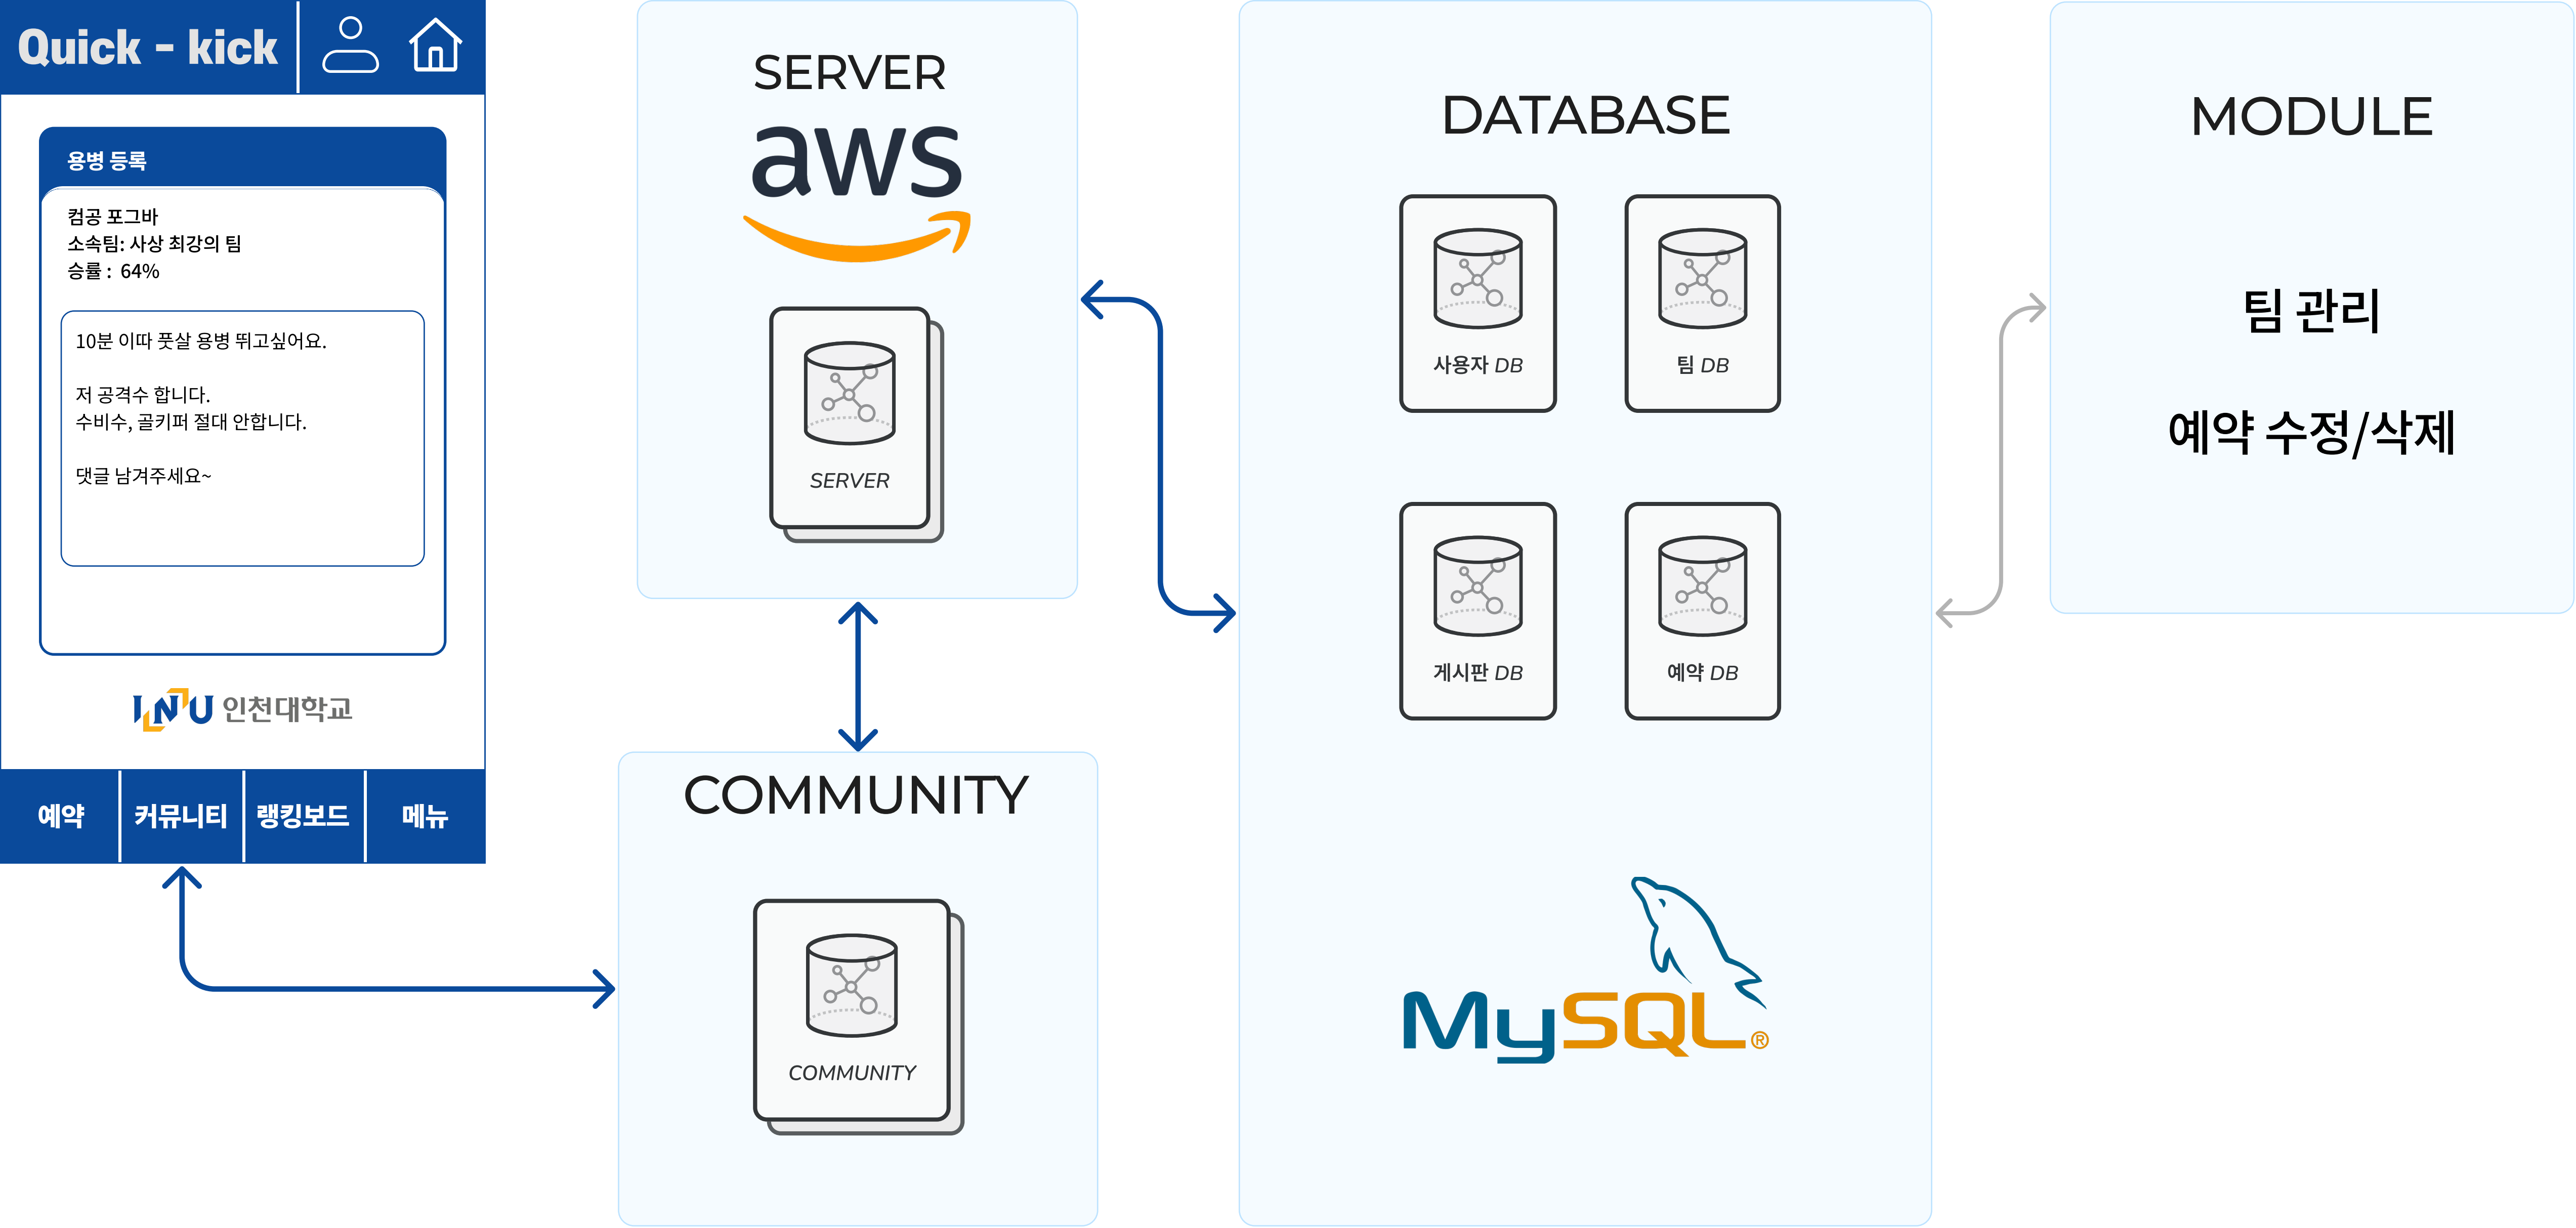 Quick - kick
용병 등록
컴공 포그바
소속팀: 사상 최강의 팀
승률 : 64%
10분 이따 풋살 용병 뛰고싶어요.
저 공격수 합니다.
수비수, 골키퍼 절대 안합니다.
댓글 남겨주세요~
INU 인천대학교
예약
커뮤니티
랭킹보드
메뉴
SERVER
aws
SERVER
COMMUNITY
COMMUNITY
DATABASE
사용자 DB
팀 DB
게시판 DB
예약 DB
MySQL®
MODULE
팀 관리
예약 수정/삭제